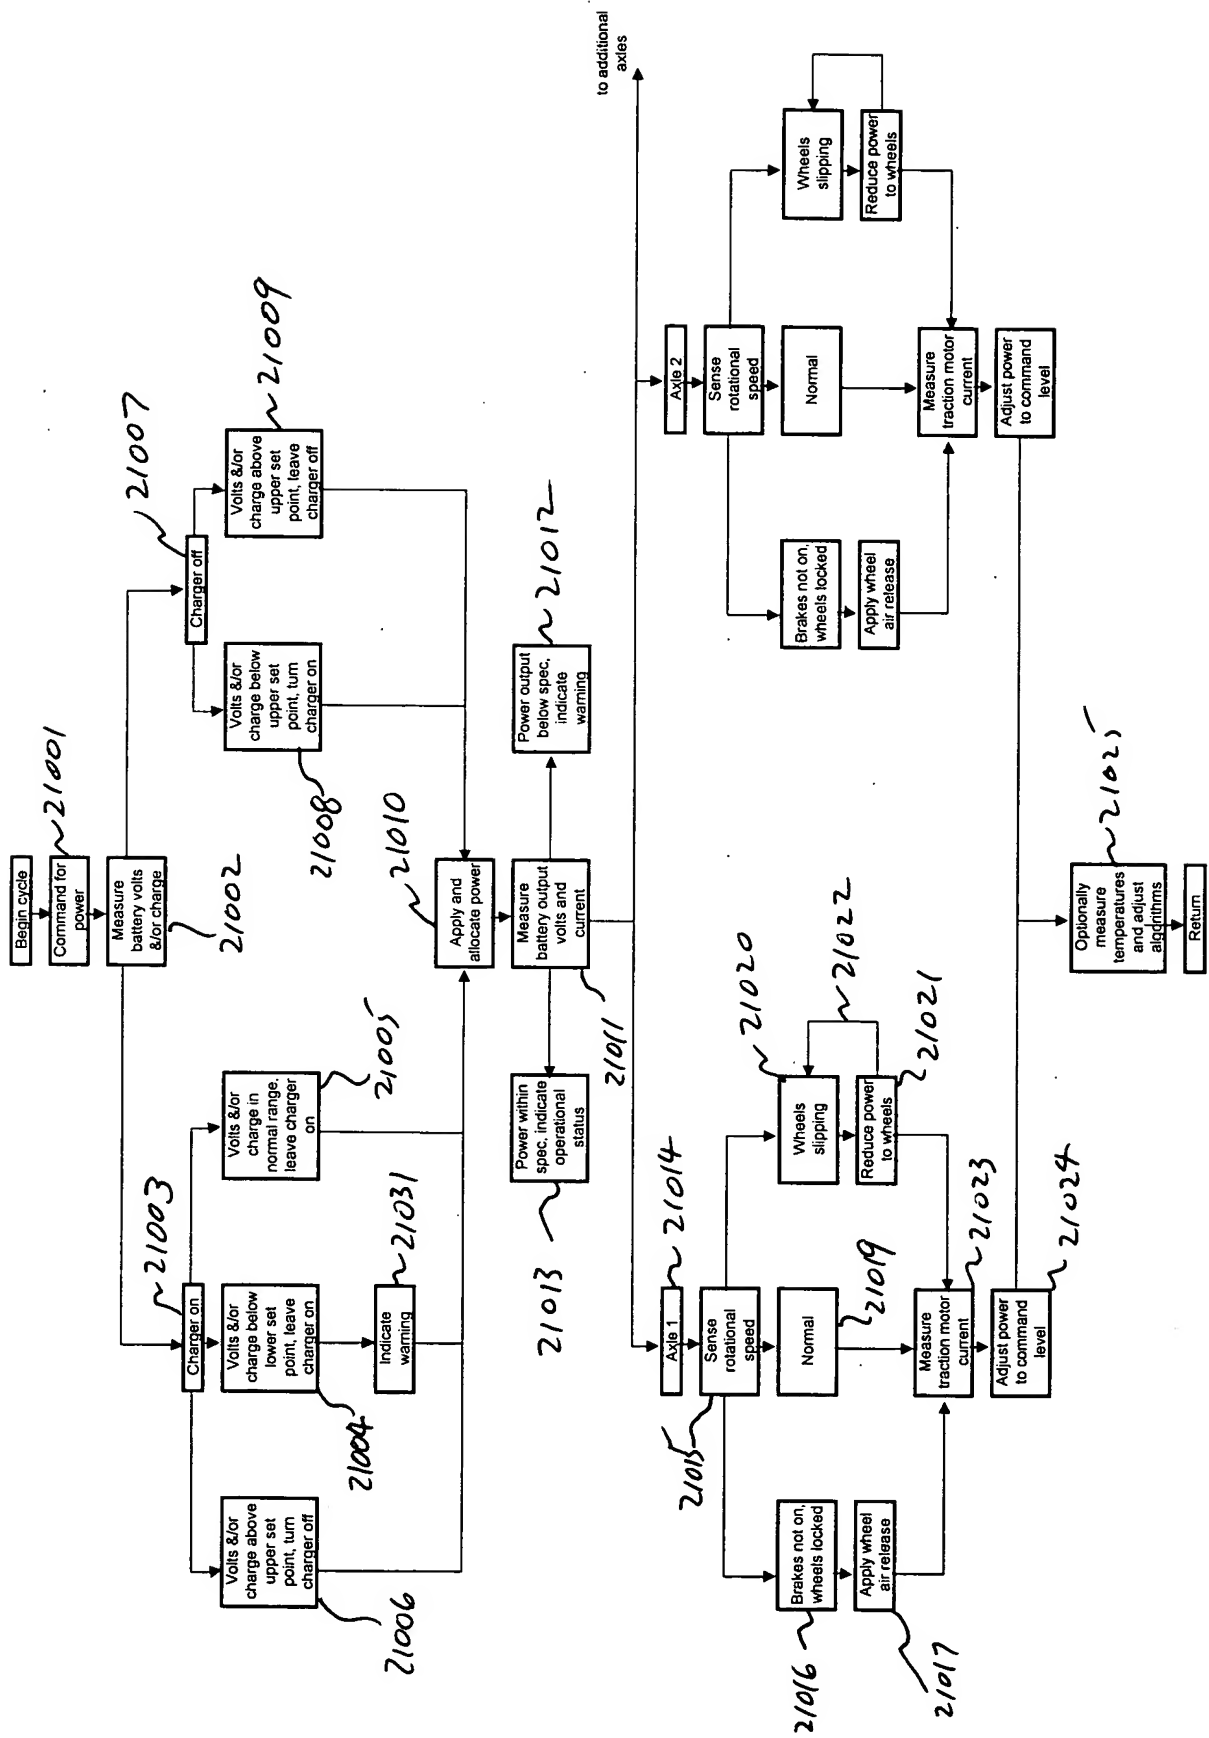 Begin cycle
Command for
power
21001
Measure
battery volts
&/or charge
21002
Charger on
21003
Charger off
21007
Volts &/or
charge above
upper set
point, turn
charger off
21006
Volts &/or
charge below
lower set
point, leave
charger on
21004
Volts &/or
charge in
normal range.
leave charger
on
21005
Volts &/or
charge below
upper set
point, turn
charger on
21008
Volts &/or
charge above
upper set
point, leave
charger off
21009
Indicate
warning
21031
Apply and
allocate power
21010
Power within
spec, indicate
operational
status
21013
Measure
battery output
volts and
current
21011
Power output
below spec,
indicate
warning
21012
to additional
axles
Axle 1
21014
Sense
rotational
speed
21015
Brakes not on,
wheels locked
21016
Apply wheel
air release
21017
Normal
21019
Wheels
slipping
21020
Reduce power
to wheels
21021
21022
Measure
traction motor
current
21023
Adjust power
to command
level
21024
Axle 2
Sense
rotational
speed
Brakes not on,
wheels locked
Apply wheel
air release
Normal
Wheels
slipping
Reduce power
to wheels
Measure
traction motor
current
Adjust power
to command
level
Optionally
measure
temperatures
and adjust
algorithms
21025
Return